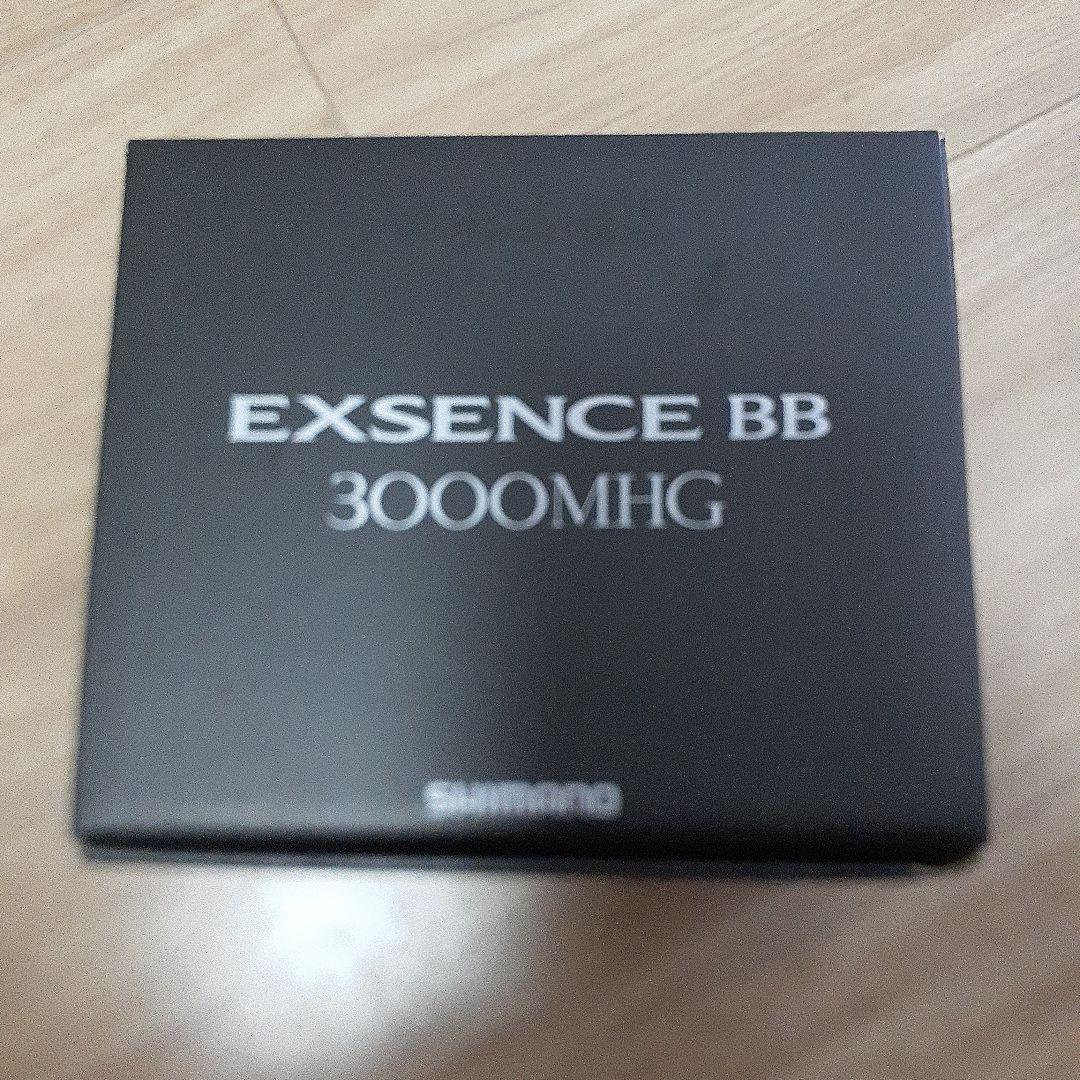 EXSENCE BB
3000MHG
SHIMANO